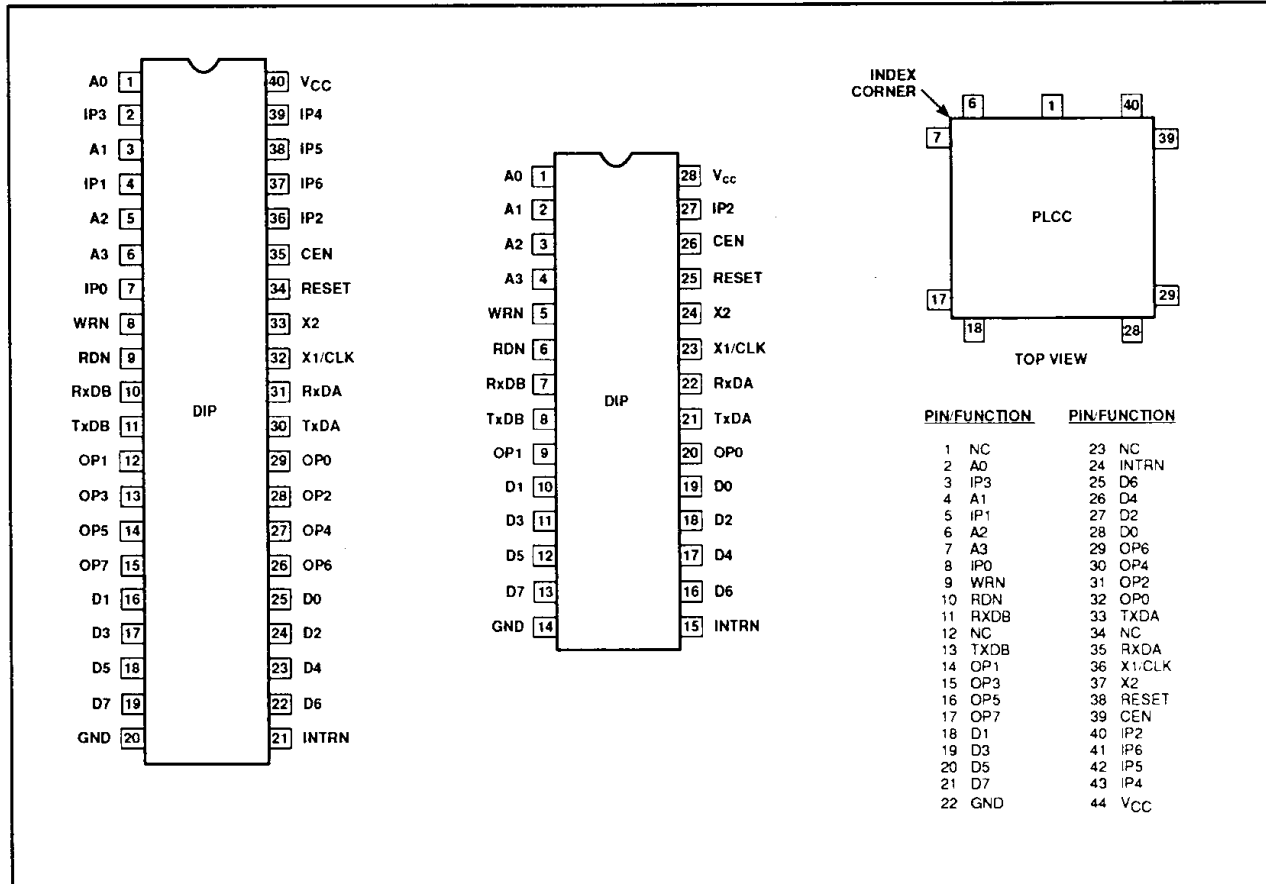 A0 1 40 VCC
IP3 2 39 IP4
A1 3 38 IP5
IP1 4 37 IP6
A2 5 36 IP2
A3 6 35 CEN
IP0 7 34 RESET
WRN 8 33 X2
RDN 9 32 X1/CLK
RxDB 10 31 RxDA
TxDB 11 30 TxDA
DIP
OP1 12 29 OP0
OP3 13 28 OP2
OP5 14 27 OP4
OP7 15 26 OP6
D1 16 25 D0
D3 17 24 D2
D5 18 23 D4
D7 19 22 D6
GND 20 21 INTRN
A0 1 28 Vcc
A1 2 27 IP2
A2 3 26 CEN
A3 4 25 RESET
WRN 5 24 X2
RDN 6 23 X1/CLK
RxDB 7 22 RxDA
DIP
TxDB 8 21 TxDA
OP1 9 20 OP0
D1 10 19 D0
D3 11 18 D2
D5 12 17 D4
D7 13 16 D6
GND 14 15 INTRN
INDEX
CORNER
6 1 40
7 39
PLCC
17 29
18 28
TOP VIEW
PIN/FUNCTION PIN/FUNCTION
1 NC 23 NC
2 A0 24 INTRN
3 IP3 25 D6
4 A1 26 D4
5 IP1 27 D2
6 A2 28 D0
7 A3 29 OP6
8 IP0 30 OP4
9 WRN 31 OP2
10 RDN 32 OP0
11 RXDB 33 TXDA
12 NC 34 NC
13 TXDB 35 RXDA
14 OP1 36 X1/CLK
15 OP3 37 X2
16 OP5 38 RESET
17 OP7 39 CEN
18 D1 40 IP2
19 D3 41 IP6
20 D5 42 IP5
21 D7 43 IP4
22 GND 44 VCC